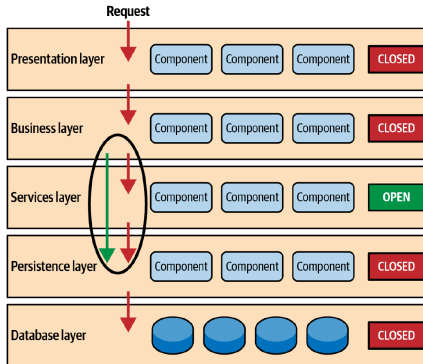 Request
Presentation layer Component Component Component CLOSED
Business layer Component Component Component CLOSED
Services layer Component Component Component OPEN
Persistence layer Component Component Component CLOSED
Database layer CLOSED